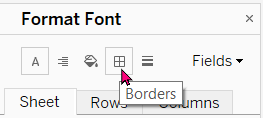 Format Font
A
Fields
Borders
Sheet Rows Columns